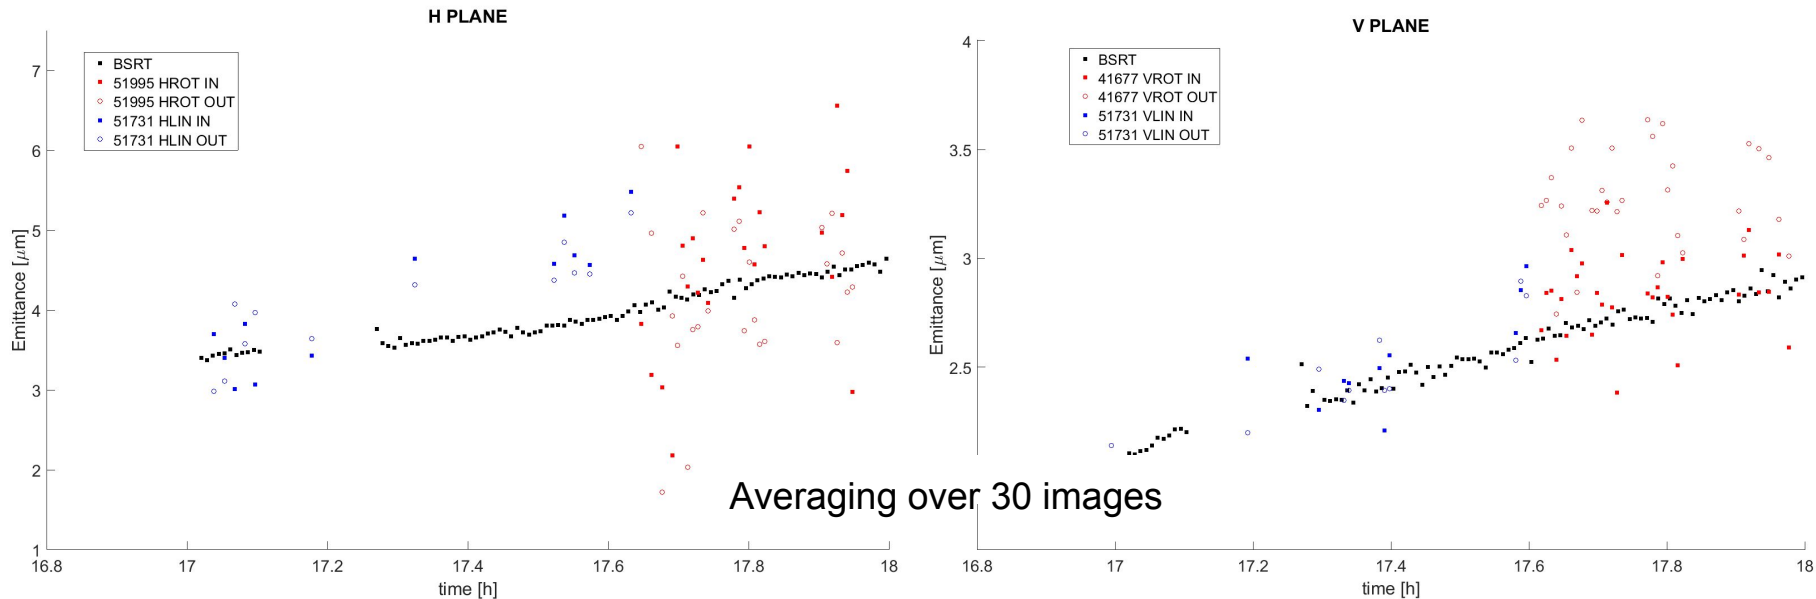 H PLANE
BSRT
51995 HROT IN
51995 HROT OUT
51731 HLIN IN
51731 HLIN OUT
7
6
5
4
3
2
1
Emittance [μm]
16.8 17 17.2 17.4 17.6 17.8 18
time [h]
V PLANE
BSRT
41677 VROT IN
41677 VROT OUT
51731 VLIN IN
51731 VLIN OUT
4
3.5
3
2.5
Emittance [μm]
16.8 17 17.2 17.4 17.6 17.8 18
time [h]
Averaging over 30 images